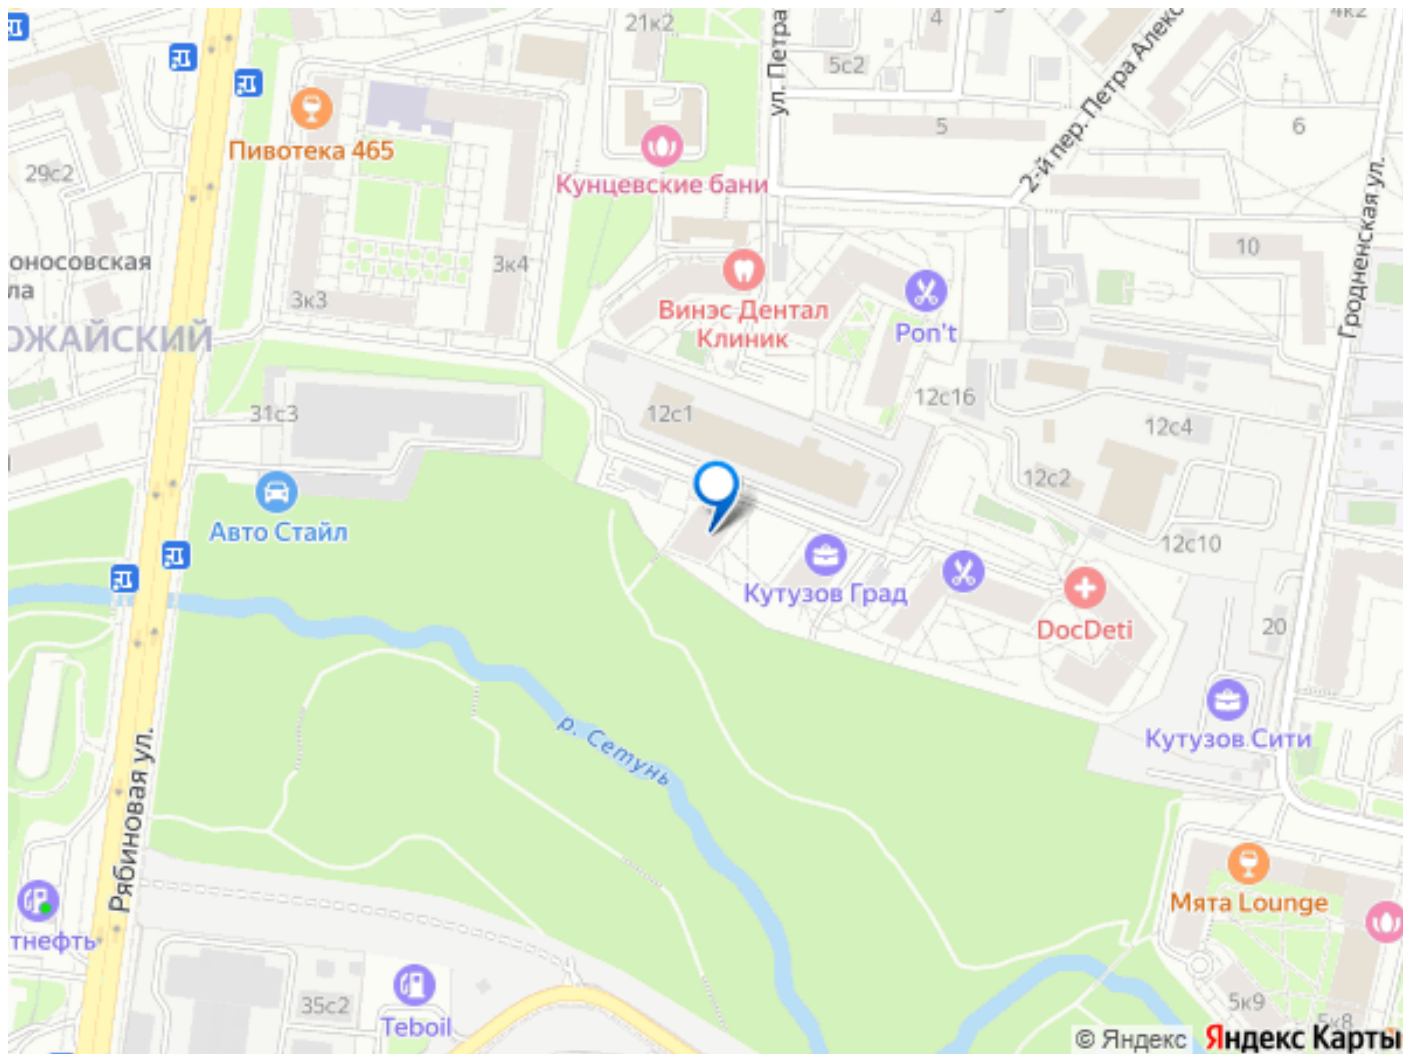 21к2
4
4к2
ул. Петра
5с2
2-й пер. Петра Алекс
5
6
Пивотека 465
29с2
Кунцевские бани
Гродненская ул.
оносовская
ла
3к4
10
3к3
Винэс Дентал
Клиник
Pon't
ОЖАЙСКИЙ
12с16
31с3
12с1
12с4
12с2
Авто Стайл
12с10
Кутузов Град
DocDeti
20
р. Сетунь
Кутузов Сити
Рябиновая ул.
Мята Lounge
тнефть
35с2
Teboil
5к9
5к8
© Яндекс Яндекс Карты